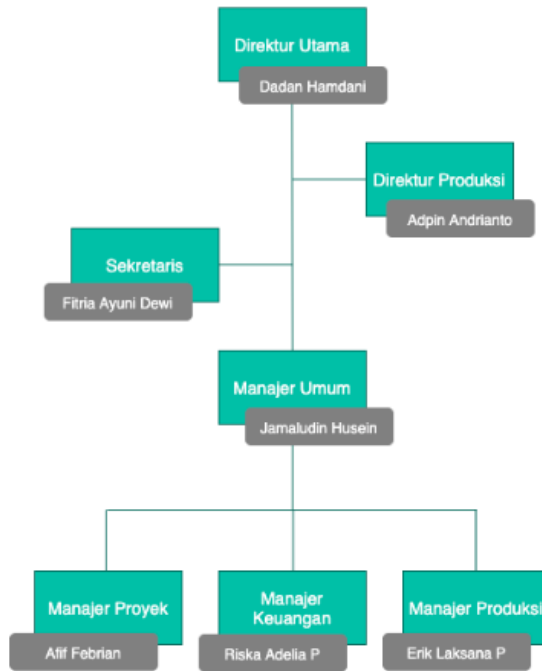 Direktur Utama
Dadan Hamdani
Direktur Produksi
Adpin Andrianto
Sekretaris
Fitria Ayuni Dewi
Manajer Umum
Jamaludin Husein
Manajer Proyek
Afif Febrian
Manajer
Keuangan
Riska Adelia P
Manajer Produksi
Erik Laksana P